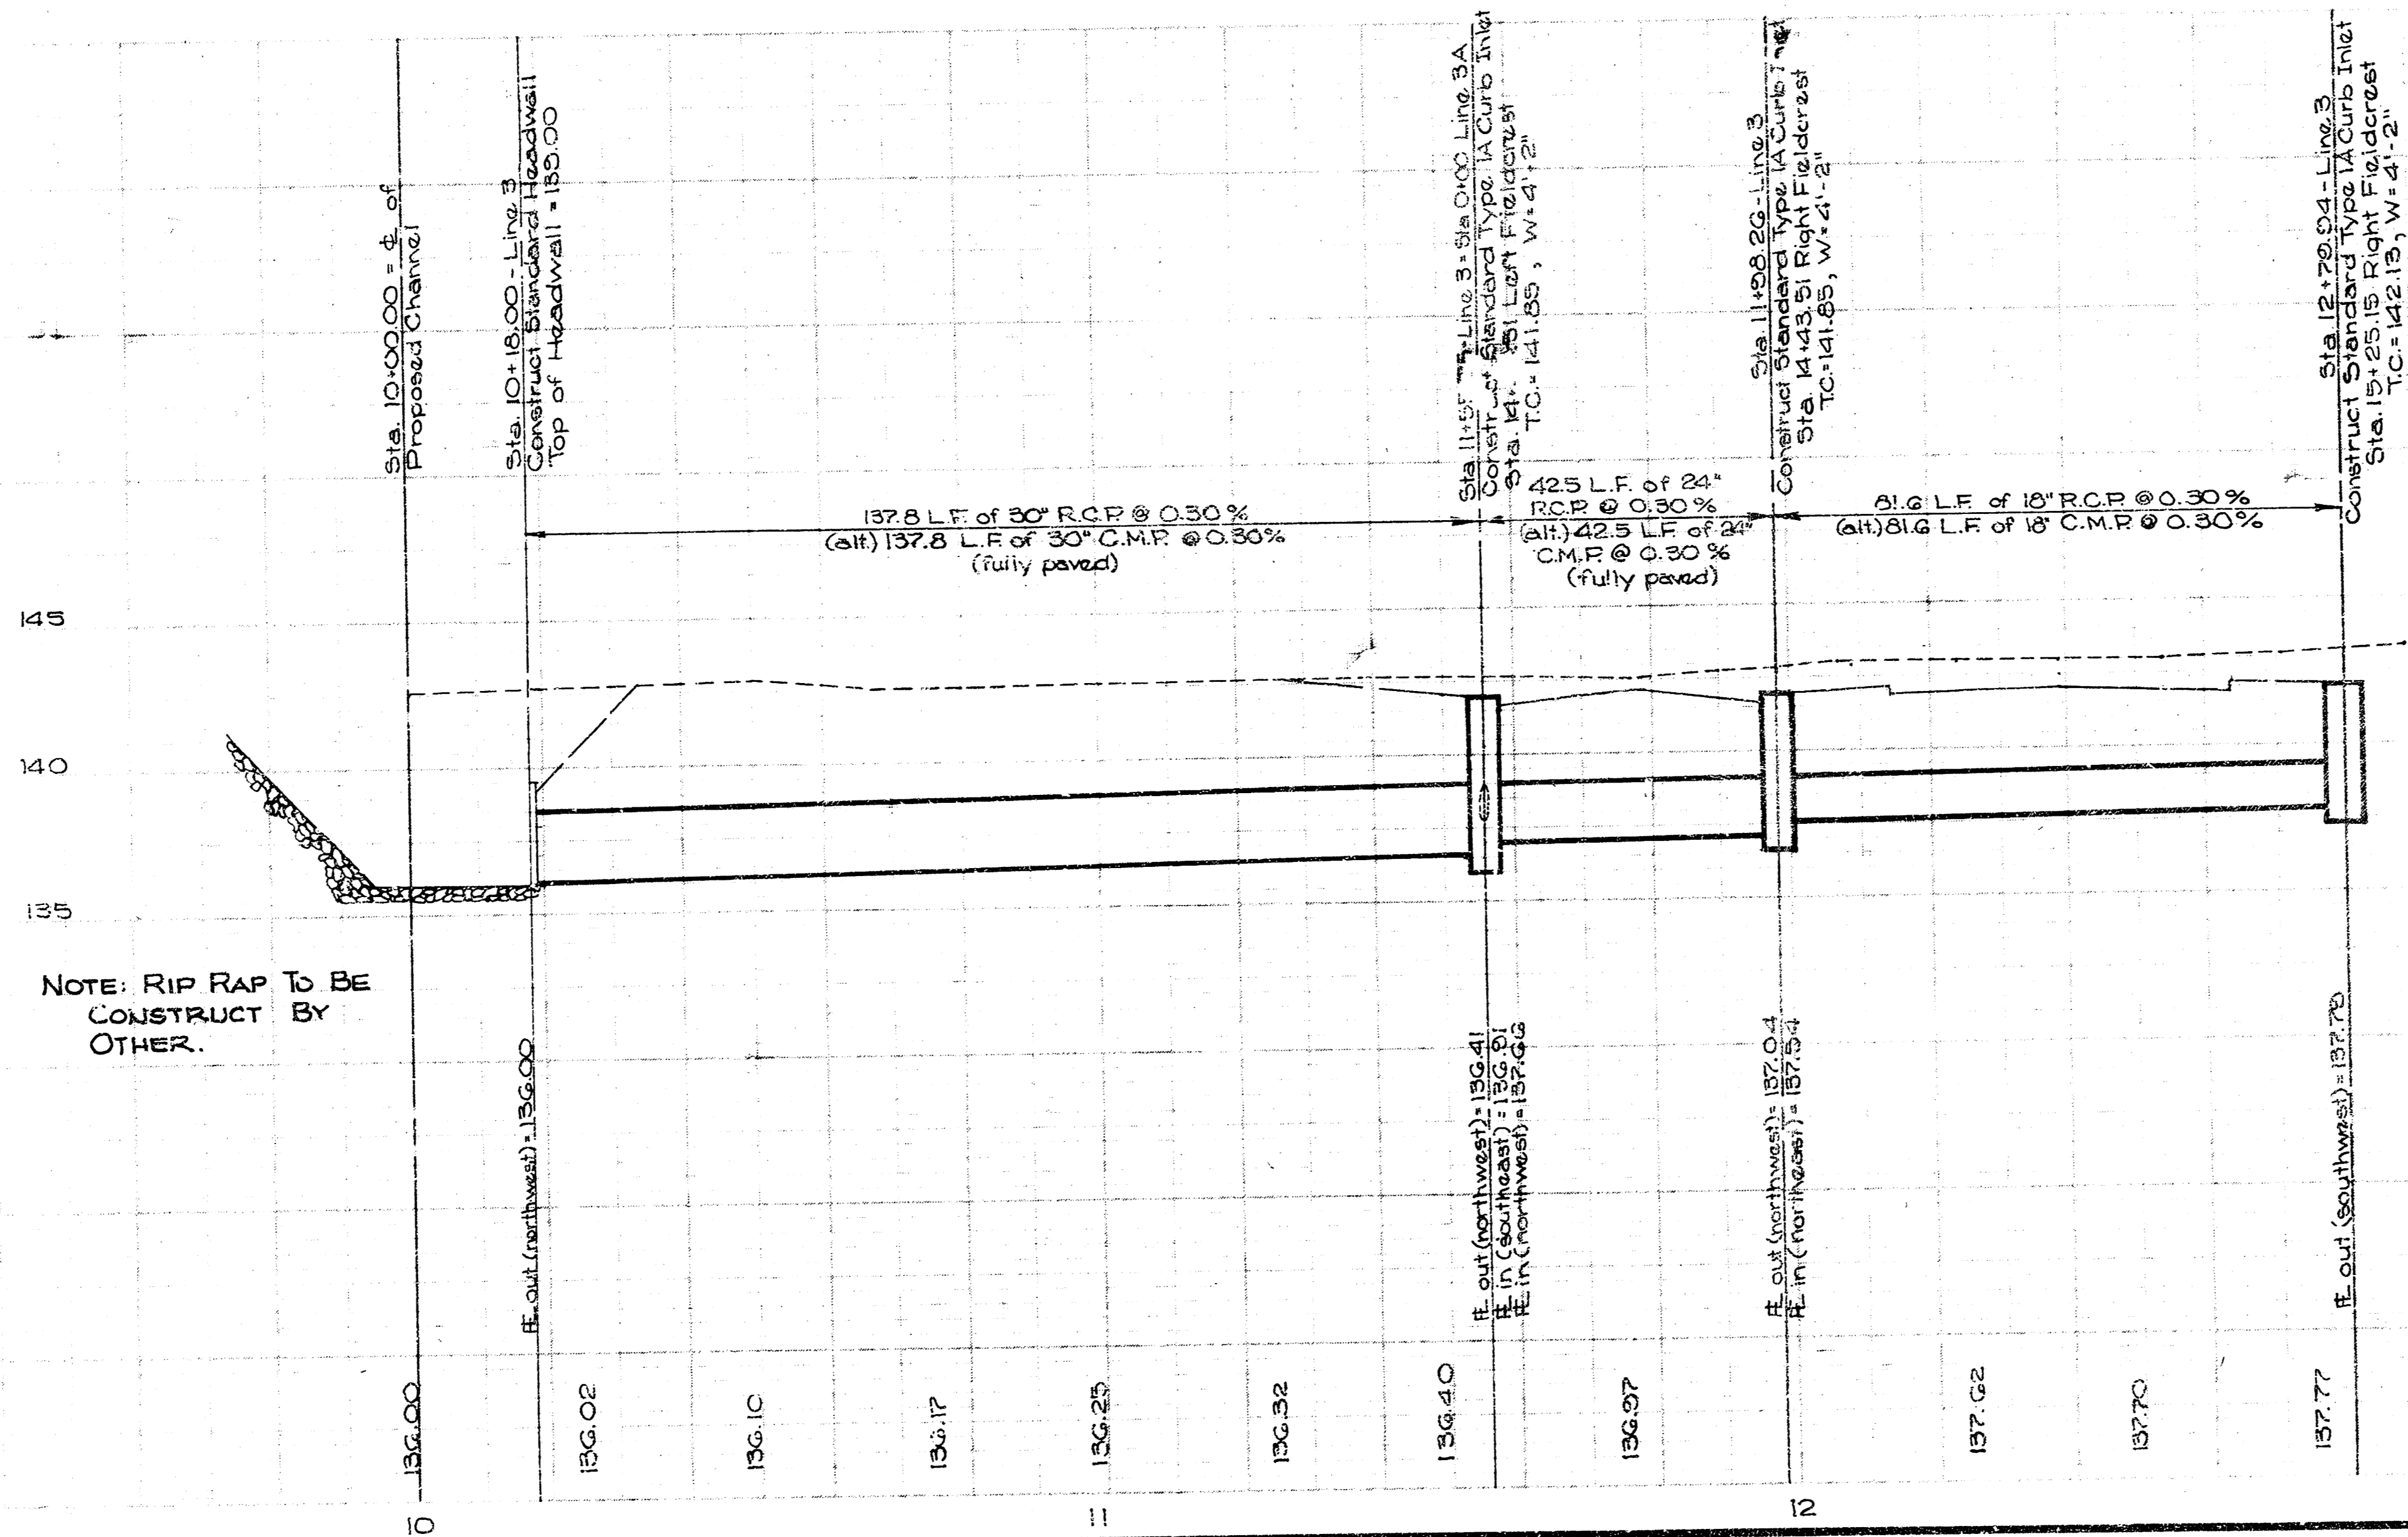 Sta. 10+00.00 = ℄ of
Proposed Channel
Sta. 10+18.00 - Line 3
Construct Standard Headwall
Top of Headwall = 139.00
Line 3 = Sta 0+00 Line 3A
Construct Standard Type 1A Curb Inlet
Sta. 14+ Left Fieldcrest
T.C. = 141.85, W = 4'-2"
Sta. 11+98.26 - Line 3
Construct Standard Type 1A Curb Inlet
Sta. 14+43.51 Right Fieldcrest
T.C. = 141.85, W = 4'-2"
Sta. 12+79.94 - Line 3
Construct Standard Type 1A Curb Inlet
Sta. 15+25.15 Right Fieldcrest
T.C. = 142.13, W = 4'-2"
137.8 L.F. of 30" R.C.P. @ 0.30%
(alt.) 137.8 L.F. of 30" C.M.P. @ 0.30%
(fully paved)
42.5 L.F. of 24"
R.C.P. @ 0.30%
(alt.) 42.5 L.F. of 24"
C.M.P. @ 0.30%
(fully paved)
81.6 L.F. of 18" R.C.P. @ 0.30%
(alt.) 81.6 L.F. of 18" C.M.P. @ 0.30%
145
140
135
NOTE: RIP RAP TO BE
CONSTRUCT BY
OTHER.
FL out (northwest) = 136.00
FL out (northwest) = 136.41
FL in (southeast) = 136.91
FL in (northwest) = 137.66
FL out (northwest) = 137.04
FL in (northeast) = 137.54
FL out (southwest) = 137.79
136.00
136.02
136.10
136.17
136.25
136.32
136.40
136.97
137.62
137.70
137.77
10
11
12